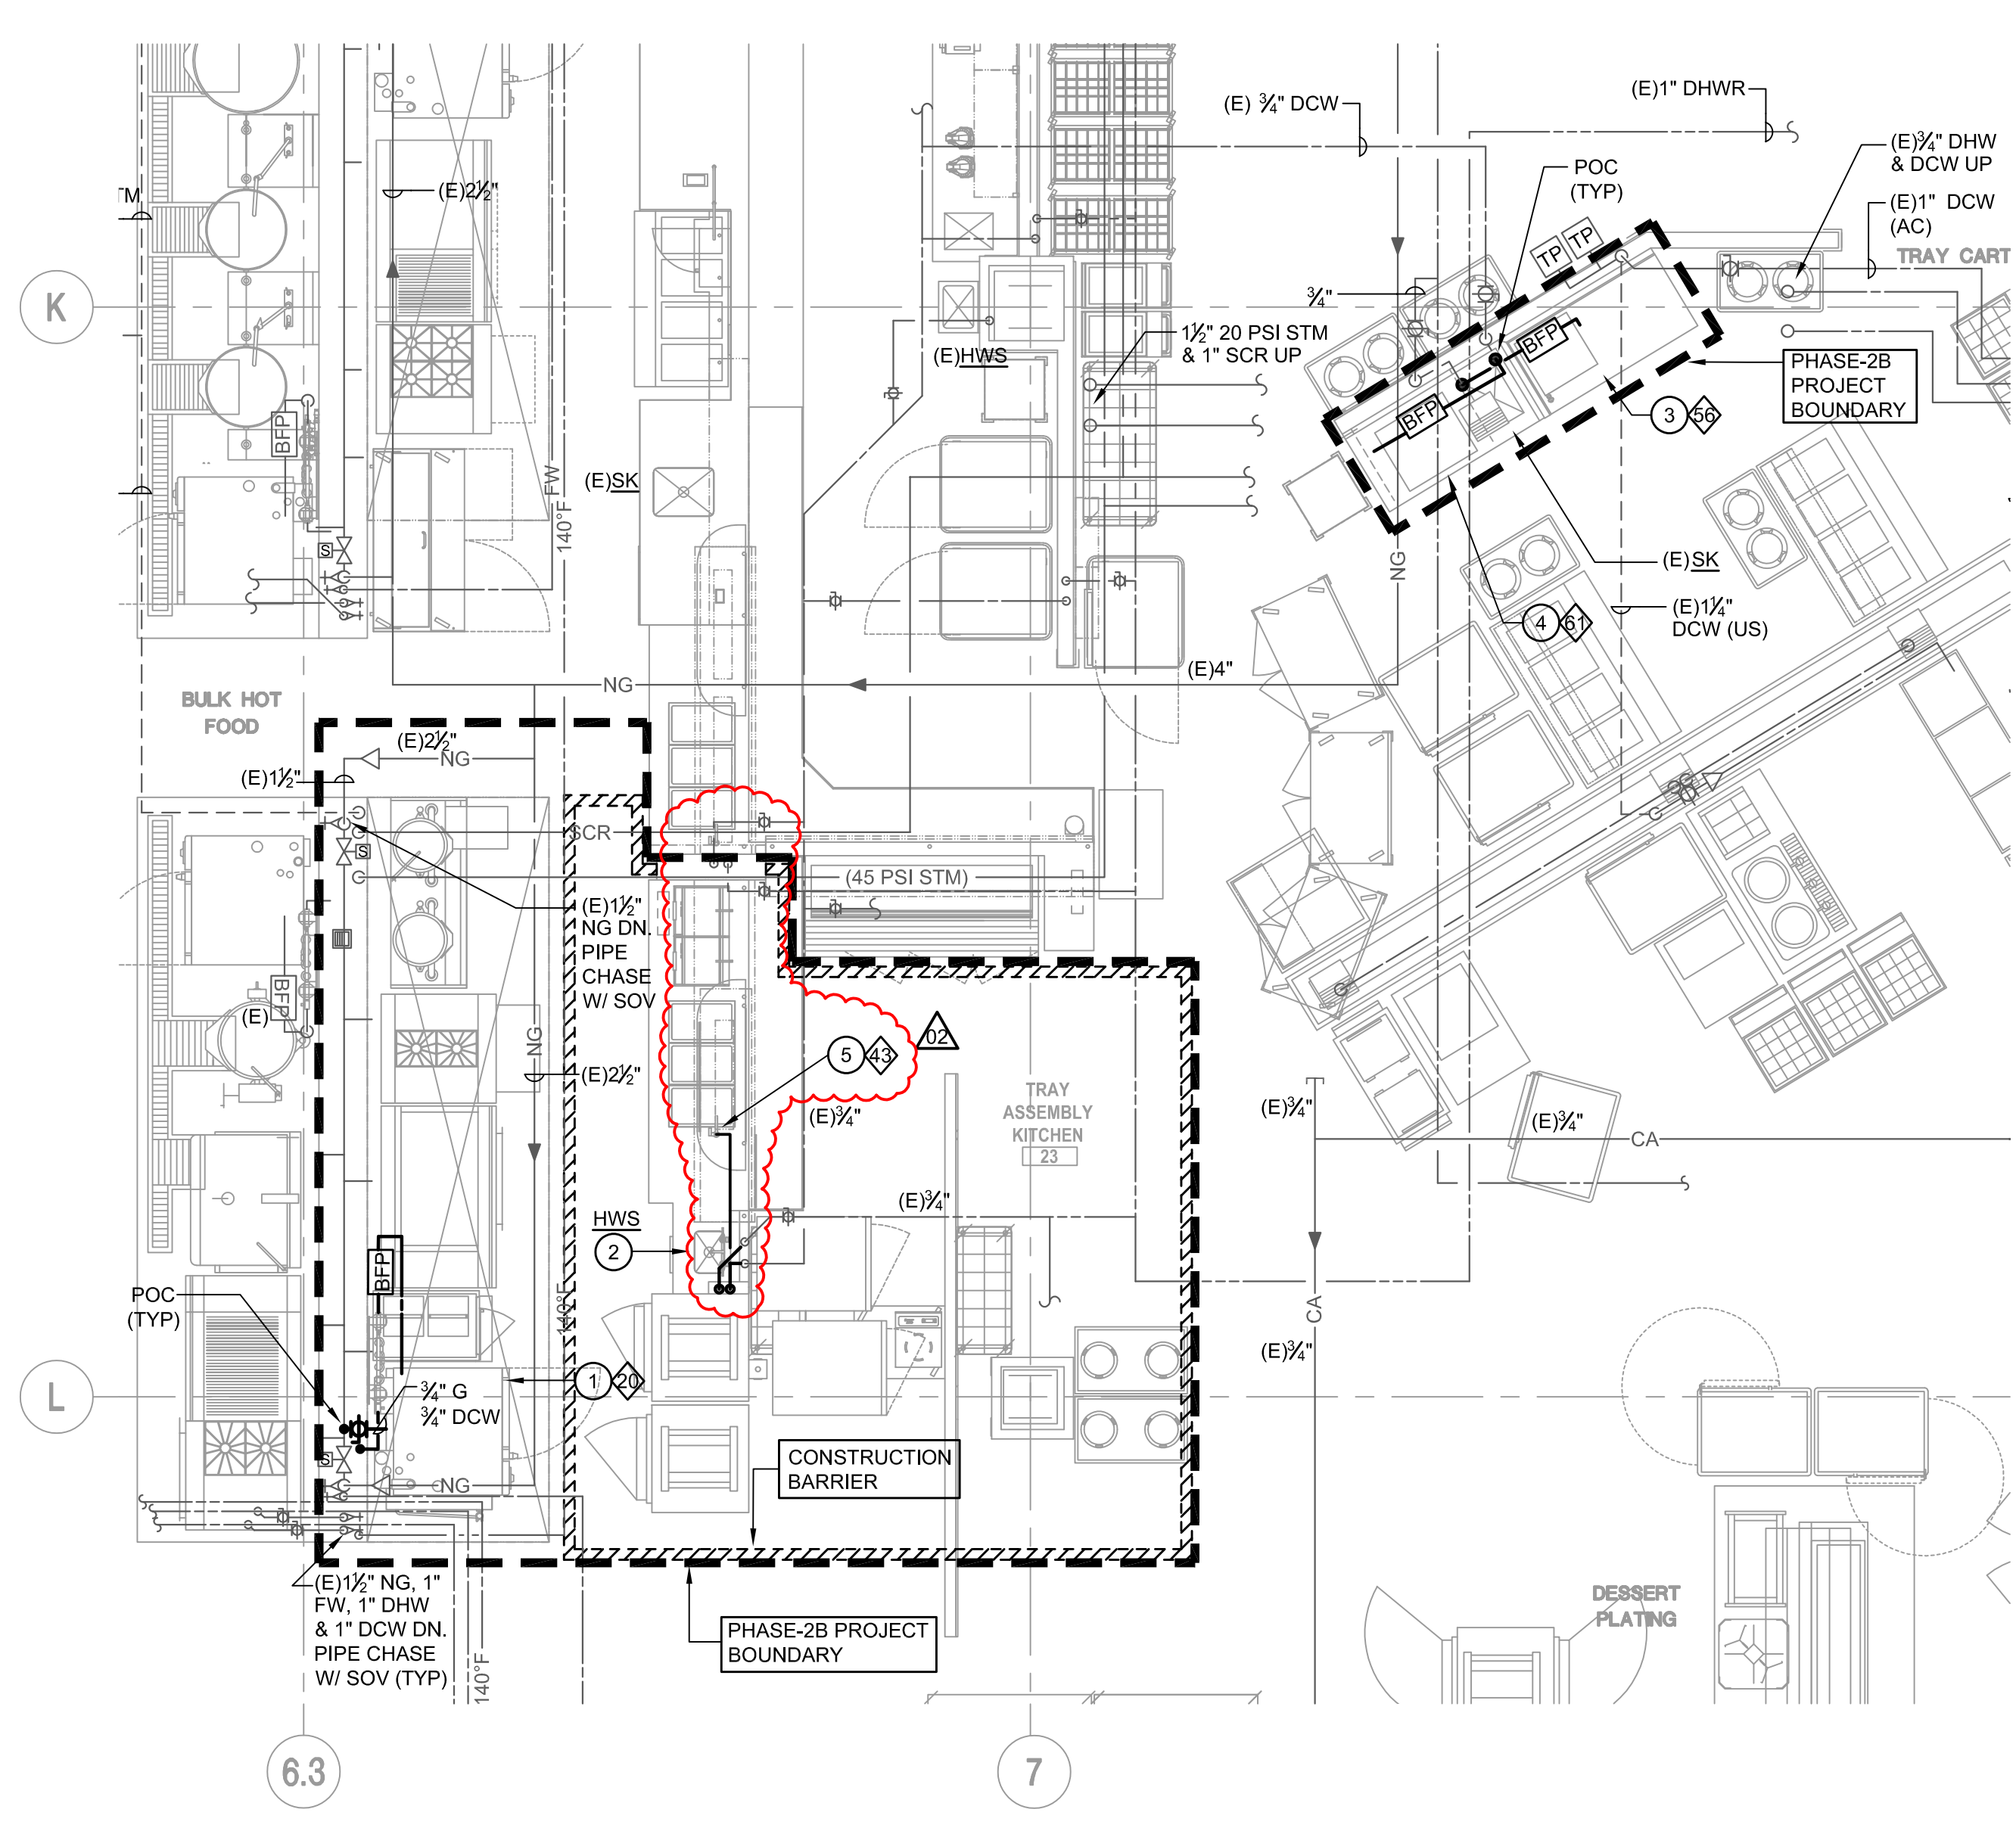 (E)1" DHWR
(E) ¾" DCW
(E)¾" DHW
& DCW UP
POC
(TYP)
(E)1" DCW
(AC)
TRAY CART
TM
(E)2½"
TP
TP
K
¾"
1½" 20 PSI STM
& 1" SCR UP
(E)HWS
BFP
BFP
PHASE-2B
PROJECT
BOUNDARY
3
56
BFP
(E)SK
140°F FW
S
NG
(E)SK
4
61
(E)1¼"
DCW (US)
(E)4"
NG
BULK HOT
FOOD
(E)2½"
NG
(E)1½"
S
SCR
(45 PSI STM)
(E)1½"
NG DN.
PIPE
CHASE
W/ SOV
BFP
(E)
NG
5
43
02
(E)2½"
TRAY
ASSEMBLY
KITCHEN
23
(E)¾"
(E)¾"
(E)¾"
CA
(E)¾"
HWS
2
BFP
POC
(TYP)
140°F
CA
(E)¾"
1
20
¾" G
¾" DCW
L
S
NG
CONSTRUCTION
BARRIER
(E)1½" NG, 1"
FW, 1" DHW
& 1" DCW DN.
PIPE CHASE
W/ SOV (TYP)
140°F
PHASE-2B PROJECT
BOUNDARY
DESSERT
PLATING
6.3
7